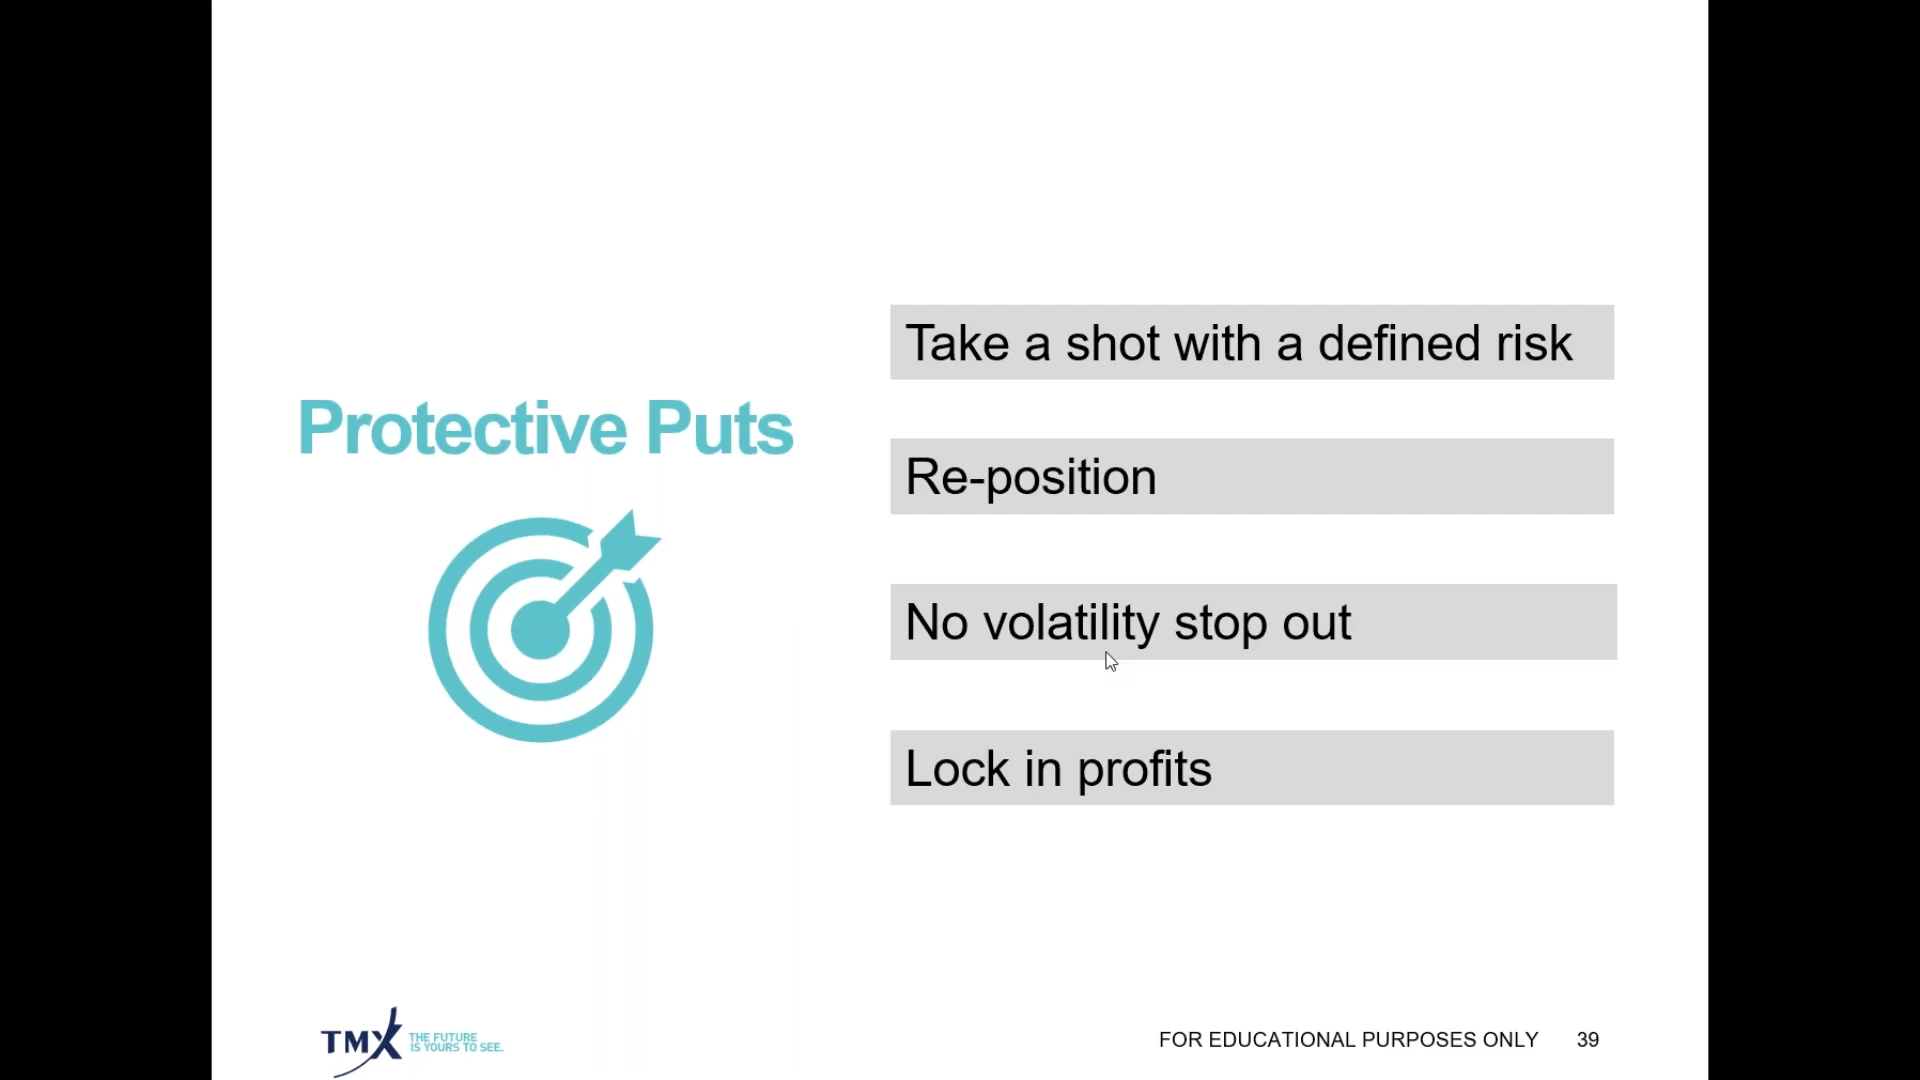 Protective Puts
Take a shot with a defined risk
Re-position
No volatility stop out
Lock in profits
TMX
THE FUTURE
IS YOURS TO SEE.
FOR EDUCATIONAL PURPOSES ONLY
39